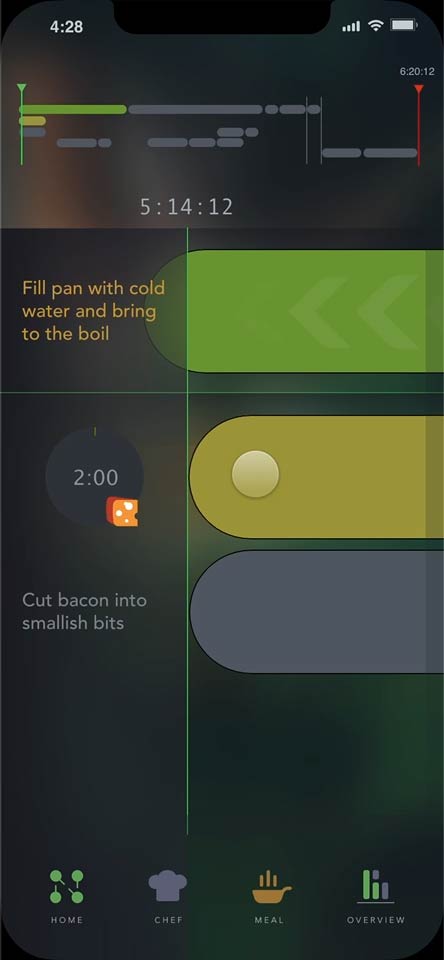 4:28
6:20:12
5:14:12
Fill pan with cold
water and bring
to the boil
2:00
Cut bacon into
smallish bits
HOME
CHEF
MEAL
OVERVIEW